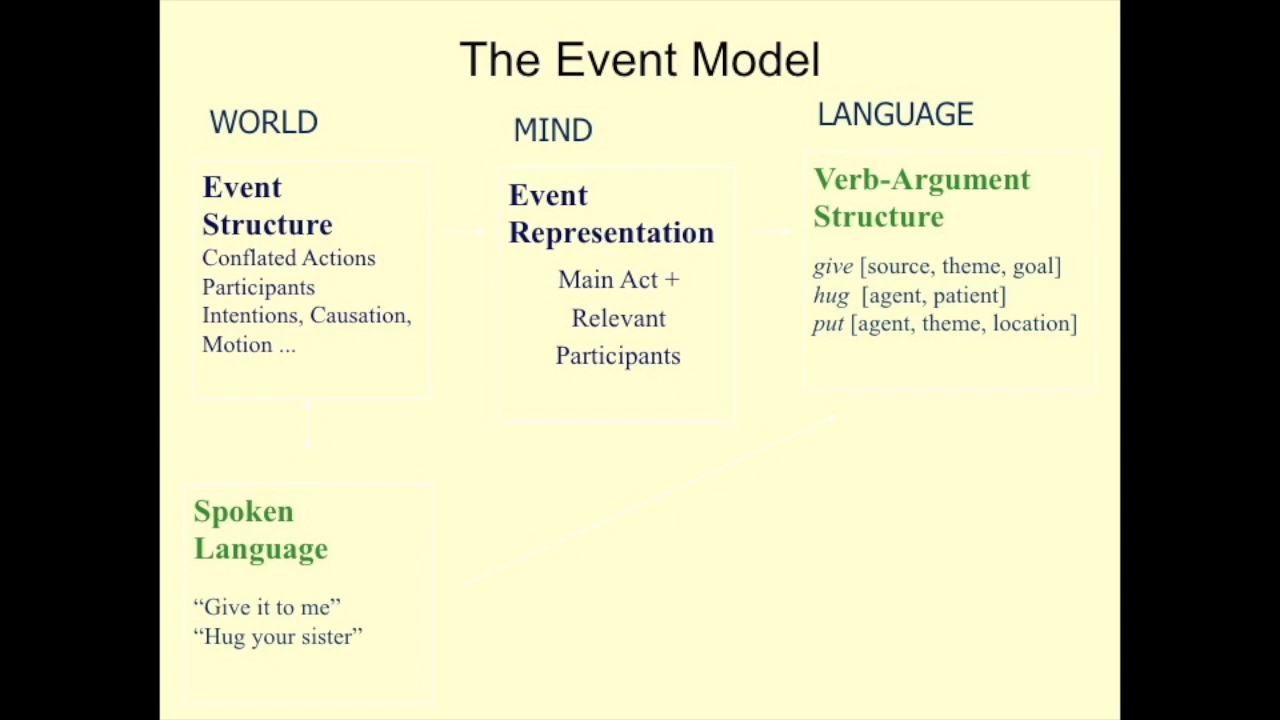 The Event Model
WORLD
MIND
LANGUAGE
Event
Structure
Conflated Actions
Participants
Intentions, Causation,
Motion ...
Event
Representation
Main Act +
Relevant
Participants
Verb-Argument
Structure
give [source, theme, goal]
hug [agent, patient]
put [agent, theme, location]
Spoken
Language
“Give it to me”
“Hug your sister”